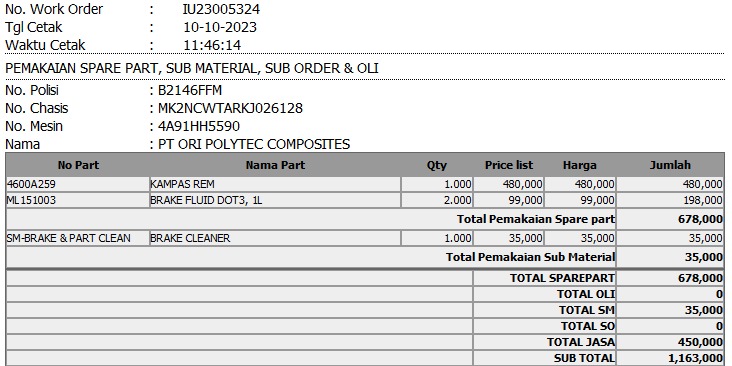 No. Work Order : IU23005324
Tgl Cetak : 10-10-2023
Waktu Cetak : 11:46:14
PEMAKAIAN SPARE PART, SUB MATERIAL, SUB ORDER & OLI
No. Polisi : B2146FFM
No. Chasis : MK2NCWTARKJ026128
No. Mesin : 4A91HH5590
Nama : PT ORI POLYTEC COMPOSITES
No Part Nama Part Qty Price list Harga Jumlah
4600A259 KAMPAS REM 1.000 480,000 480,000 480,000
ML151003 BRAKE FLUID DOT3, 1L 2.000 99,000 99,000 198,000
Total Pemakaian Spare part 678,000
SM-BRAKE & PART CLEAN BRAKE CLEANER 1.000 35,000 35,000 35,000
Total Pemakaian Sub Material 35,000
TOTAL SPAREPART 678,000
TOTAL OLI 0
TOTAL SM 35,000
TOTAL SO 0
TOTAL JASA 450,000
SUB TOTAL 1,163,000